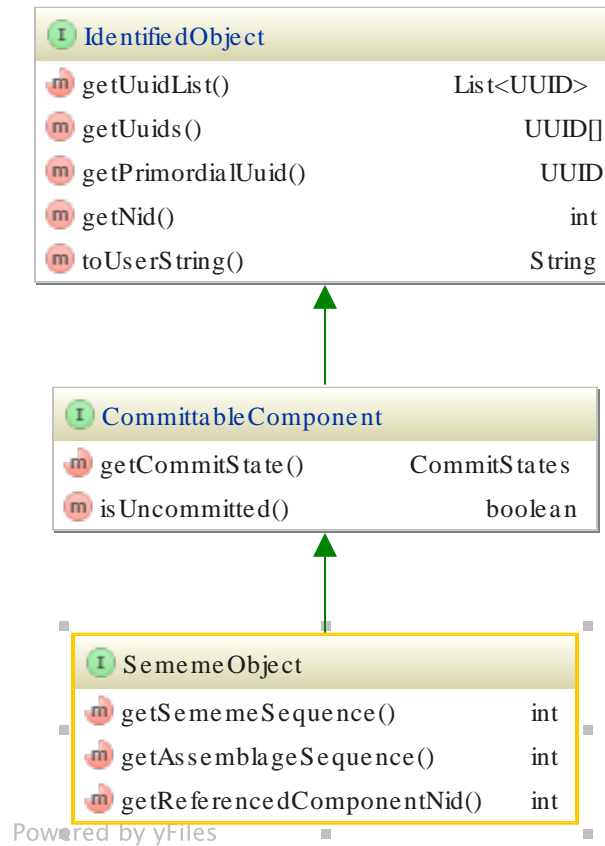 I IdentifiedObject
m getUuidList() List<UUID>
m getUuids() UUID[]
m getPrimordialUuid() UUID
m getNid() int
m toUserString() String
I CommittableComponent
m getCommitState() CommitStates
m isUncommitted() boolean
I SememeObject
m getSememeSequence() int
m getAssemblageSequence() int
m getReferencedComponentNid() int
Powered by yFiles